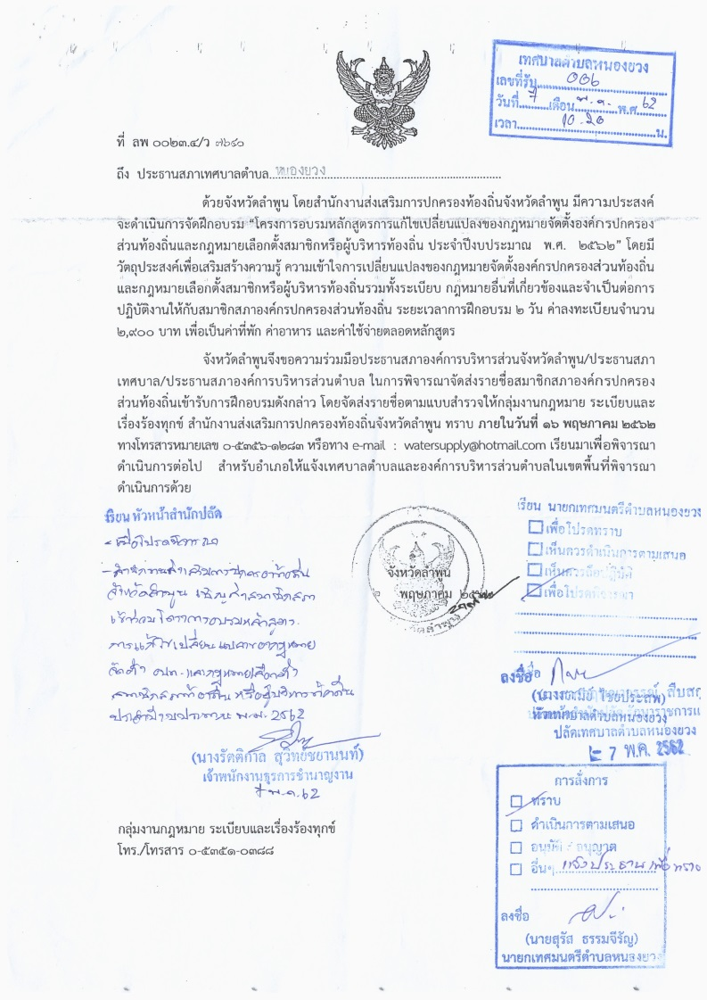 เทศบาลตำบลหนองยวง
เลขที่รับ 006
วันที่ 7 เดือน พ.ค. พ.ศ. 62
เวลา 10.20 น.
ที่ ลพ ๐๐๒๓.๔/ว
ถึง ประธานสภาเทศบาลตำบล หนองยวง
ด้วยจังหวัดลำพูน โดยสำนักงานส่งเสริมการปกครองท้องถิ่นจังหวัดลำพูน มีความประสงค์
จะดำเนินการจัดฝึกอบรม “โครงการอบรมหลักสูตรการแก้ไขเปลี่ยนแปลงของกฎหมายจัดตั้งองค์กรปกครอง
ส่วนท้องถิ่นและกฎหมายเลือกตั้งสมาชิกหรือผู้บริหารท้องถิ่น ประจำปีงบประมาณ พ.ศ. ๒๕๖๒” โดยมี
วัตถุประสงค์เพื่อเสริมสร้างความรู้ ความเข้าใจการเปลี่ยนแปลงของกฎหมายจัดตั้งองค์กรปกครองส่วนท้องถิ่น
และกฎหมายเลือกตั้งสมาชิกหรือผู้บริหารท้องถิ่นรวมทั้งระเบียบ กฎหมายอื่นที่เกี่ยวข้องและจำเป็นต่อการ
ปฏิบัติงานให้กับสมาชิกสภาองค์กรปกครองส่วนท้องถิ่น ระยะเวลาการฝึกอบรม ๒ วัน ค่าลงทะเบียนจำนวน
๒,๙๐๐ บาท เพื่อเป็นค่าที่พัก ค่าอาหาร และค่าใช้จ่ายตลอดหลักสูตร
จังหวัดลำพูนจึงขอความร่วมมือประธานสภาองค์การบริหารส่วนจังหวัดลำพูน/ประธานสภา
เทศบาล/ประธานสภาองค์การบริหารส่วนตำบล ในการพิจารณาจัดส่งรายชื่อสมาชิกสภาองค์กรปกครอง
ส่วนท้องถิ่นเข้ารับการฝึกอบรมดังกล่าว โดยจัดส่งรายชื่อตามแบบสำรวจให้กลุ่มงานกฎหมาย ระเบียบและ
เรื่องร้องทุกข์ สำนักงานส่งเสริมการปกครองท้องถิ่นจังหวัดลำพูน ทราบ ภายในวันที่ ๑๖ พฤษภาคม ๒๕๖๒
ทางโทรสารหมายเลข ๐-๕๓๕๖-๑๒๘๓ หรือทาง e-mail : watersupply@hotmail.com เรียนมาเพื่อพิจารณา
ดำเนินการต่อไป สำหรับอำเภอให้แจ้งเทศบาลตำบลและองค์การบริหารส่วนตำบลในเขตพื้นที่พิจารณา
ดำเนินการด้วย
เรียน หัวหน้าสำนักปลัด
- เพื่อโปรดพิจารณา
- สำนักงานส่งเสริมการปกครองท้องถิ่น
จังหวัดลำพูน เชิญสมาชิกสภา
เข้าร่วมโครงการอบรมหลักสูตร
การแก้ไขเปลี่ยนแปลงของกฎหมาย
จัดตั้ง อปท. และกฎหมายเลือกตั้ง
สมาชิกสภาท้องถิ่น หรือผู้บริหารท้องถิ่น
ประจำปีงบประมาณ พ.ศ. 2562
(นางรัตติกาล สุวิทย์ชยานนท์)
เจ้าพนักงานธุรการชำนาญงาน
7 พ.ค. 62
จังหวัดลำพูน
พฤษภาคม ๒๕๖๒
เรียน นายกเทศมนตรีตำบลหนองยวง
เพื่อโปรดทราบ
เห็นควรดำเนินการตามเสนอ
เห็นควรถือปฏิบัติ
เพื่อโปรดพิจารณา
ลงชื่อ
ปลัดเทศบาลตำบลหนองยวง
7 พ.ค. 2562
การสั่งการ
ทราบ
ดำเนินการตามเสนอ
อนุมัติ / อนุญาต
อื่นๆ แจ้งประธานเพื่อทราบ
ลงชื่อ
(นายสุรัส ธรรมจีรัญ)
นายกเทศมนตรีตำบลหนองยวง
กลุ่มงานกฎหมาย ระเบียบและเรื่องร้องทุกข์
โทร./โทรสาร ๐-๕๓๕๑-๐๓๘๘